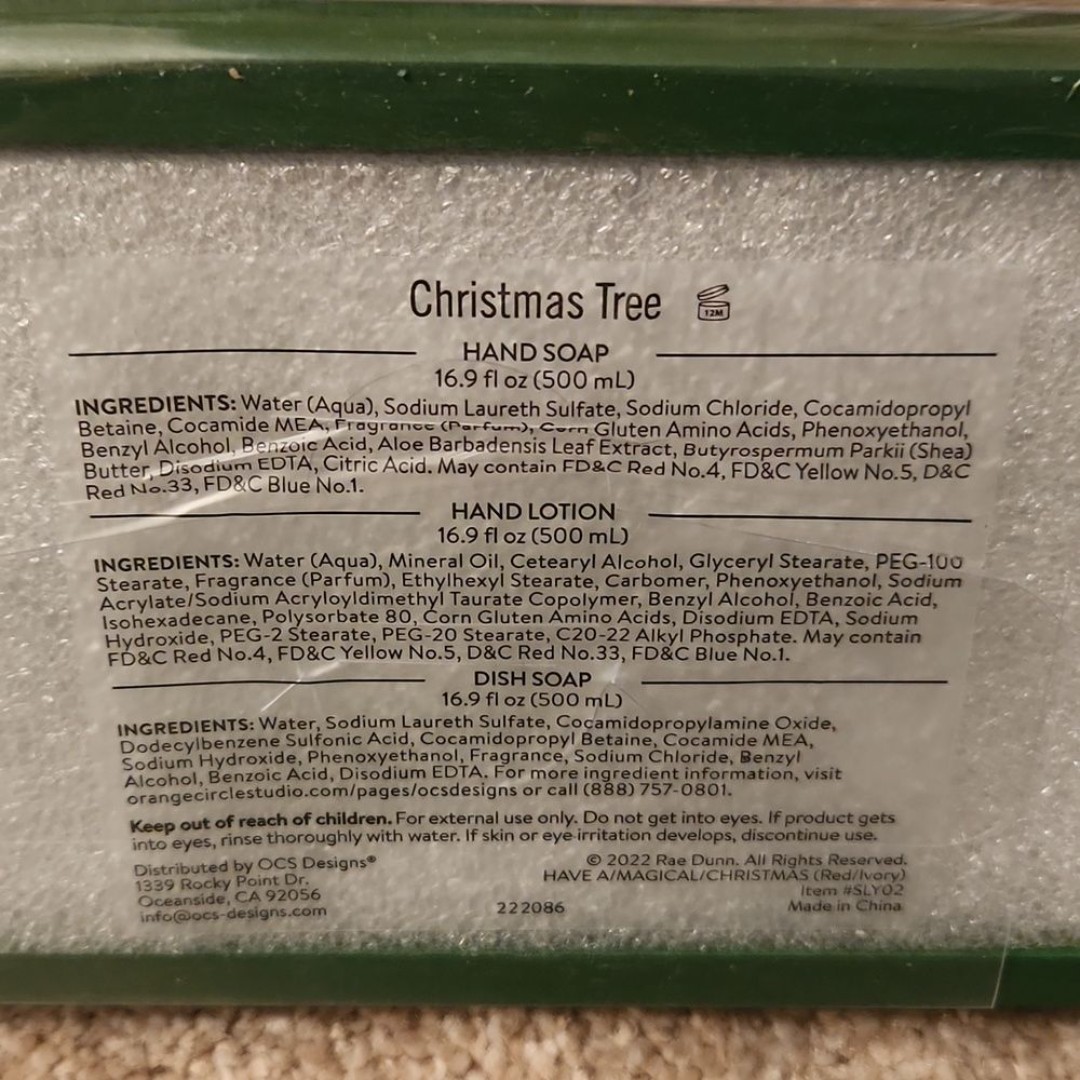 Christmas Tree
12M
HAND SOAP
16.9 fl oz (500 mL)
INGREDIENTS: Water (Aqua), Sodium Laureth Sulfate, Sodium Chloride, Cocamidopropyl
Betaine, Cocamide MEA, Fragrance (Parfum), Corn Gluten Amino Acids, Phenoxyethanol,
Benzyl Alcohol, Benzoic Acid, Aloe Barbadensis Leaf Extract, Butyrospermum Parkii (Shea)
Butter, Disodium EDTA, Citric Acid. May contain FD&C Red No.4, FD&C Yellow No.5, D&C
Red No.33, FD&C Blue No.1.
HAND LOTION
16.9 fl oz (500 mL)
INGREDIENTS: Water (Aqua), Mineral Oil, Cetearyl Alcohol, Glyceryl Stearate, PEG-100
Stearate, Fragrance (Parfum), Ethylhexyl Stearate, Carbomer, Phenoxyethanol, Sodium
Acrylate/Sodium Acryloyldimethyl Taurate Copolymer, Benzyl Alcohol, Benzoic Acid,
Isohexadecane, Polysorbate 80, Corn Gluten Amino Acids, Disodium EDTA, Sodium
Hydroxide, PEG-2 Stearate, PEG-20 Stearate, C20-22 Alkyl Phosphate. May contain
FD&C Red No.4, FD&C Yellow No.5, D&C Red No.33, FD&C Blue No.1.
DISH SOAP
16.9 fl oz (500 mL)
INGREDIENTS: Water, Sodium Laureth Sulfate, Cocamidopropylamine Oxide,
Dodecylbenzene Sulfonic Acid, Cocamidopropyl Betaine, Cocamide MEA,
Sodium Hydroxide, Phenoxyethanol, Fragrance, Sodium Chloride, Benzyl
Alcohol, Benzoic Acid, Disodium EDTA. For more ingredient information, visit
orangecirclestudio.com/pages/ocsdesigns or call (888) 757-0801.
Keep out of reach of children. For external use only. Do not get into eyes. If product gets
into eyes, rinse thoroughly with water. If skin or eye irritation develops, discontinue use.
Distributed by OCS Designs®
1339 Rocky Point Dr.
Oceanside, CA 92056
info@ocs-designs.com
222086
© 2022 Rae Dunn. All Rights Reserved.
HAVE A/MAGICAL/CHRISTMAS (Red/Ivory)
Item #SLY02
Made in China